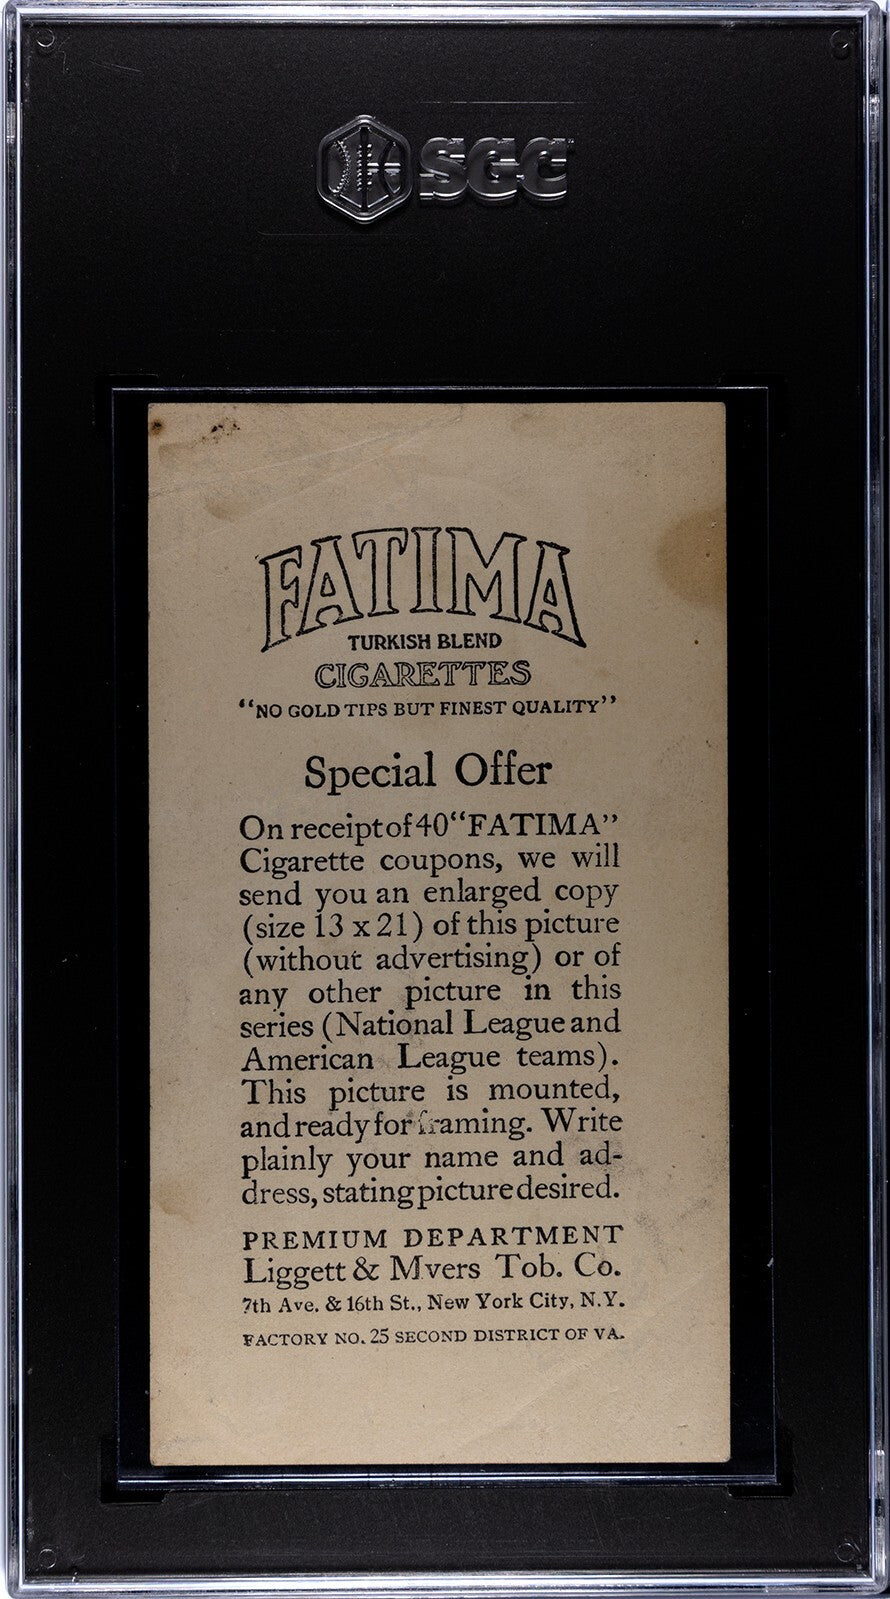 SGC
FATIMA
TURKISH BLEND
CIGARETTES
“NO GOLD TIPS BUT FINEST QUALITY”
Special Offer
On receipt of 40 “FATIMA”
Cigarette coupons, we will
send you an enlarged copy
(size 13 x 21) of this picture
(without advertising) or of
any other picture in this
series (National League and
American League teams).
This picture is mounted,
and ready for framing. Write
plainly your name and ad-
dress, stating picture desired.
PREMIUM DEPARTMENT
Liggett & Myers Tob. Co.
7th Ave. & 16th St., New York City, N.Y.
FACTORY NO. 25 SECOND DISTRICT OF VA.